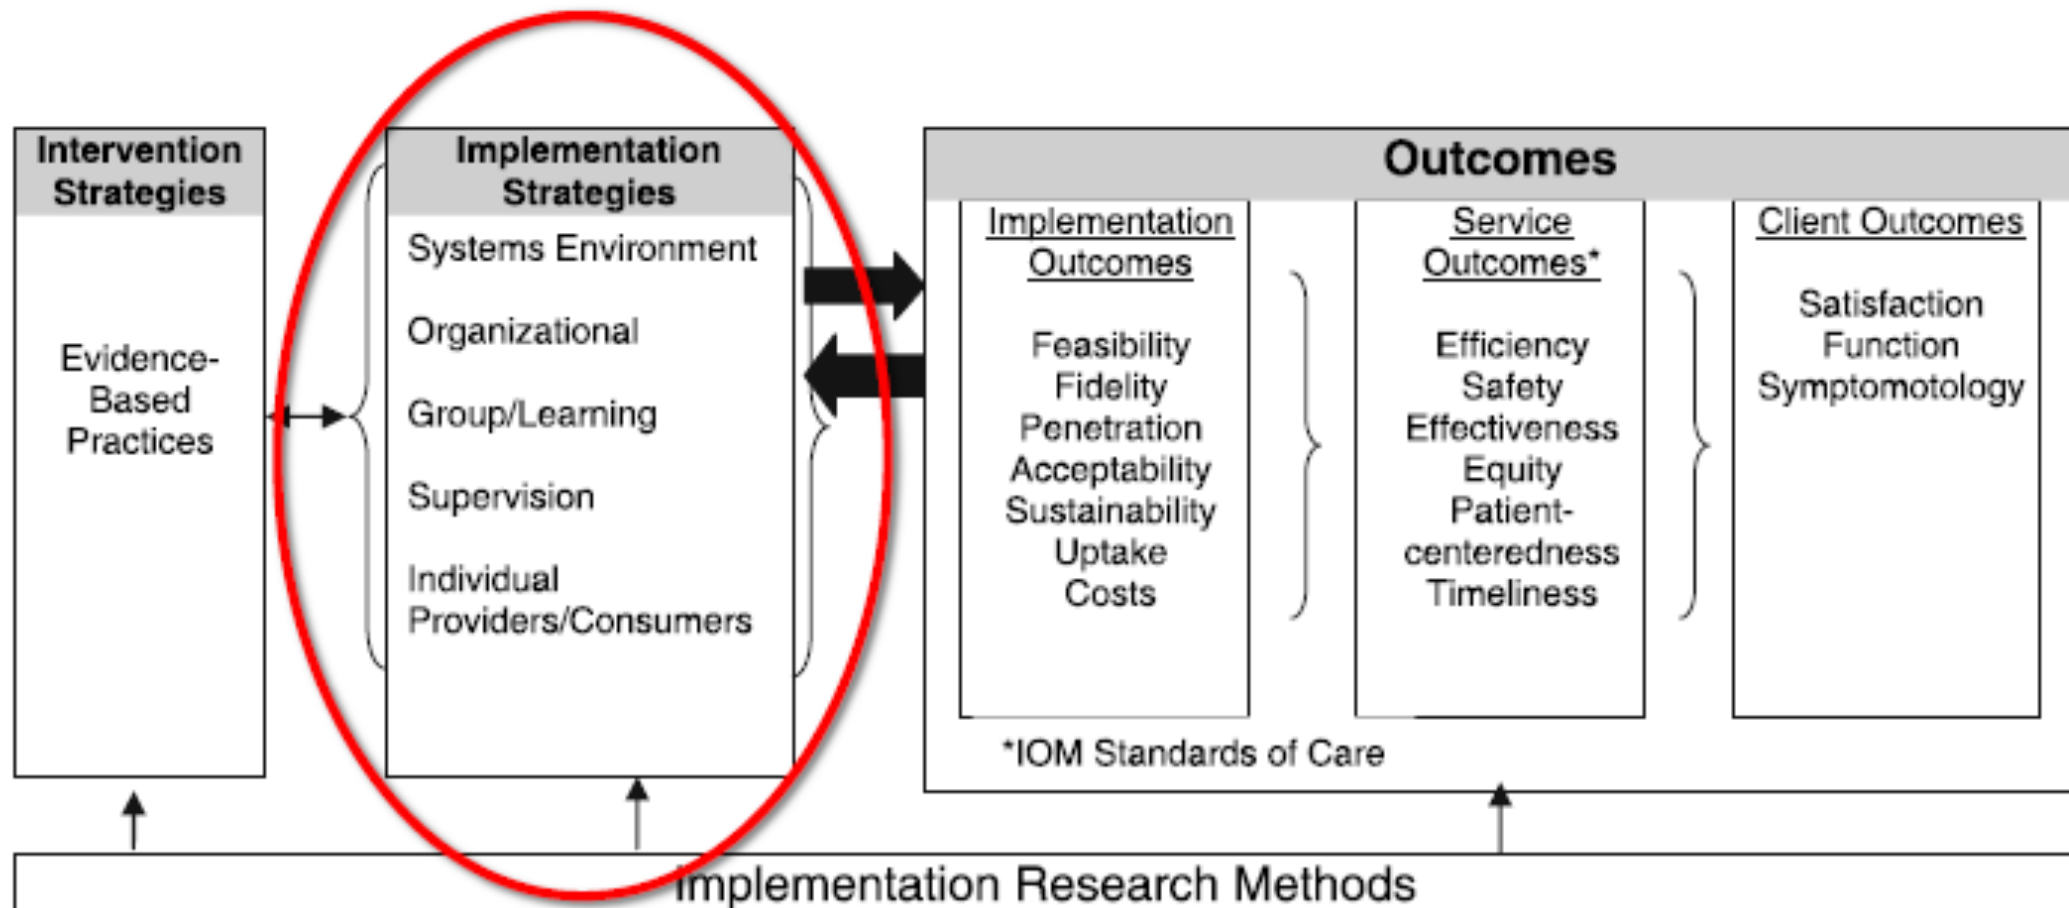 Intervention
Strategies
Evidence-
Based
Practices
Implementation
Strategies
Systems Environment
Organizational
Group/Learning
Supervision
Individual
Providers/Consumers
Outcomes
Implementation
Outcomes
Feasibility
Fidelity
Penetration
Acceptability
Sustainability
Uptake
Costs
Service
Outcomes*
Efficiency
Safety
Effectiveness
Equity
Patient-
centeredness
Timeliness
Client Outcomes
Satisfaction
Function
Symptomotology
*IOM Standards of Care
Implementation Research Methods